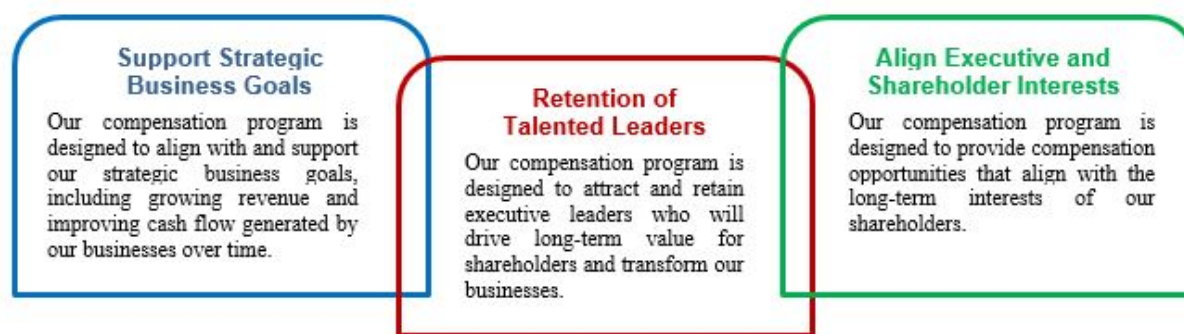 Support Strategic
Business Goals
Our compensation program is
designed to align with and support
our strategic business goals,
including growing revenue and
improving cash flow generated by
our businesses over time.
Retention of
Talented Leaders
Our compensation program is
designed to attract and retain
executive leaders who will
drive long-term value for
shareholders and transform our
businesses.
Align Executive and
Shareholder Interests
Our compensation program is
designed to provide compensation
opportunities that align with the
long-term interests of our
shareholders.